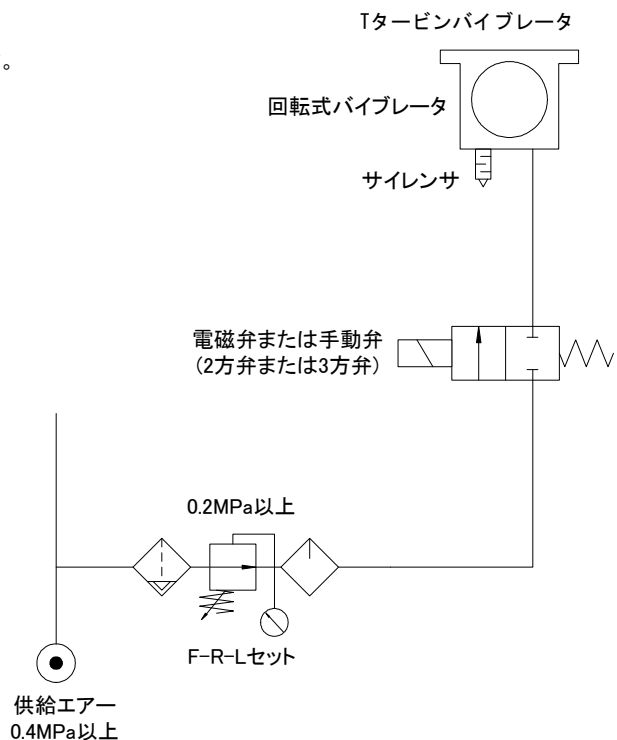 Tタービンバイブレータ
。
回転式バイブレータ
サイレンサ
電磁弁または手動弁
(2方弁または3方弁)
0.2MPa以上
F-R-Lセット
供給エアー
0.4MPa以上